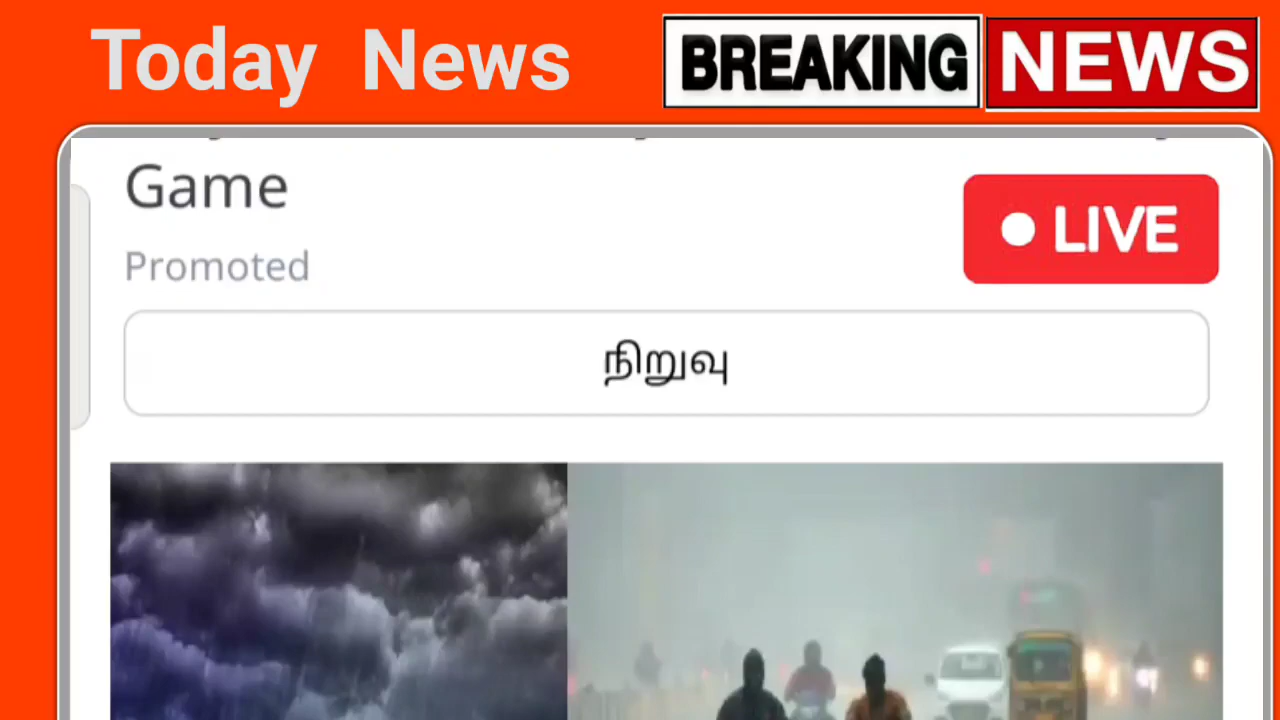 Today News
BREAKING NEWS
Game
LIVE
Promoted
நிறுவு